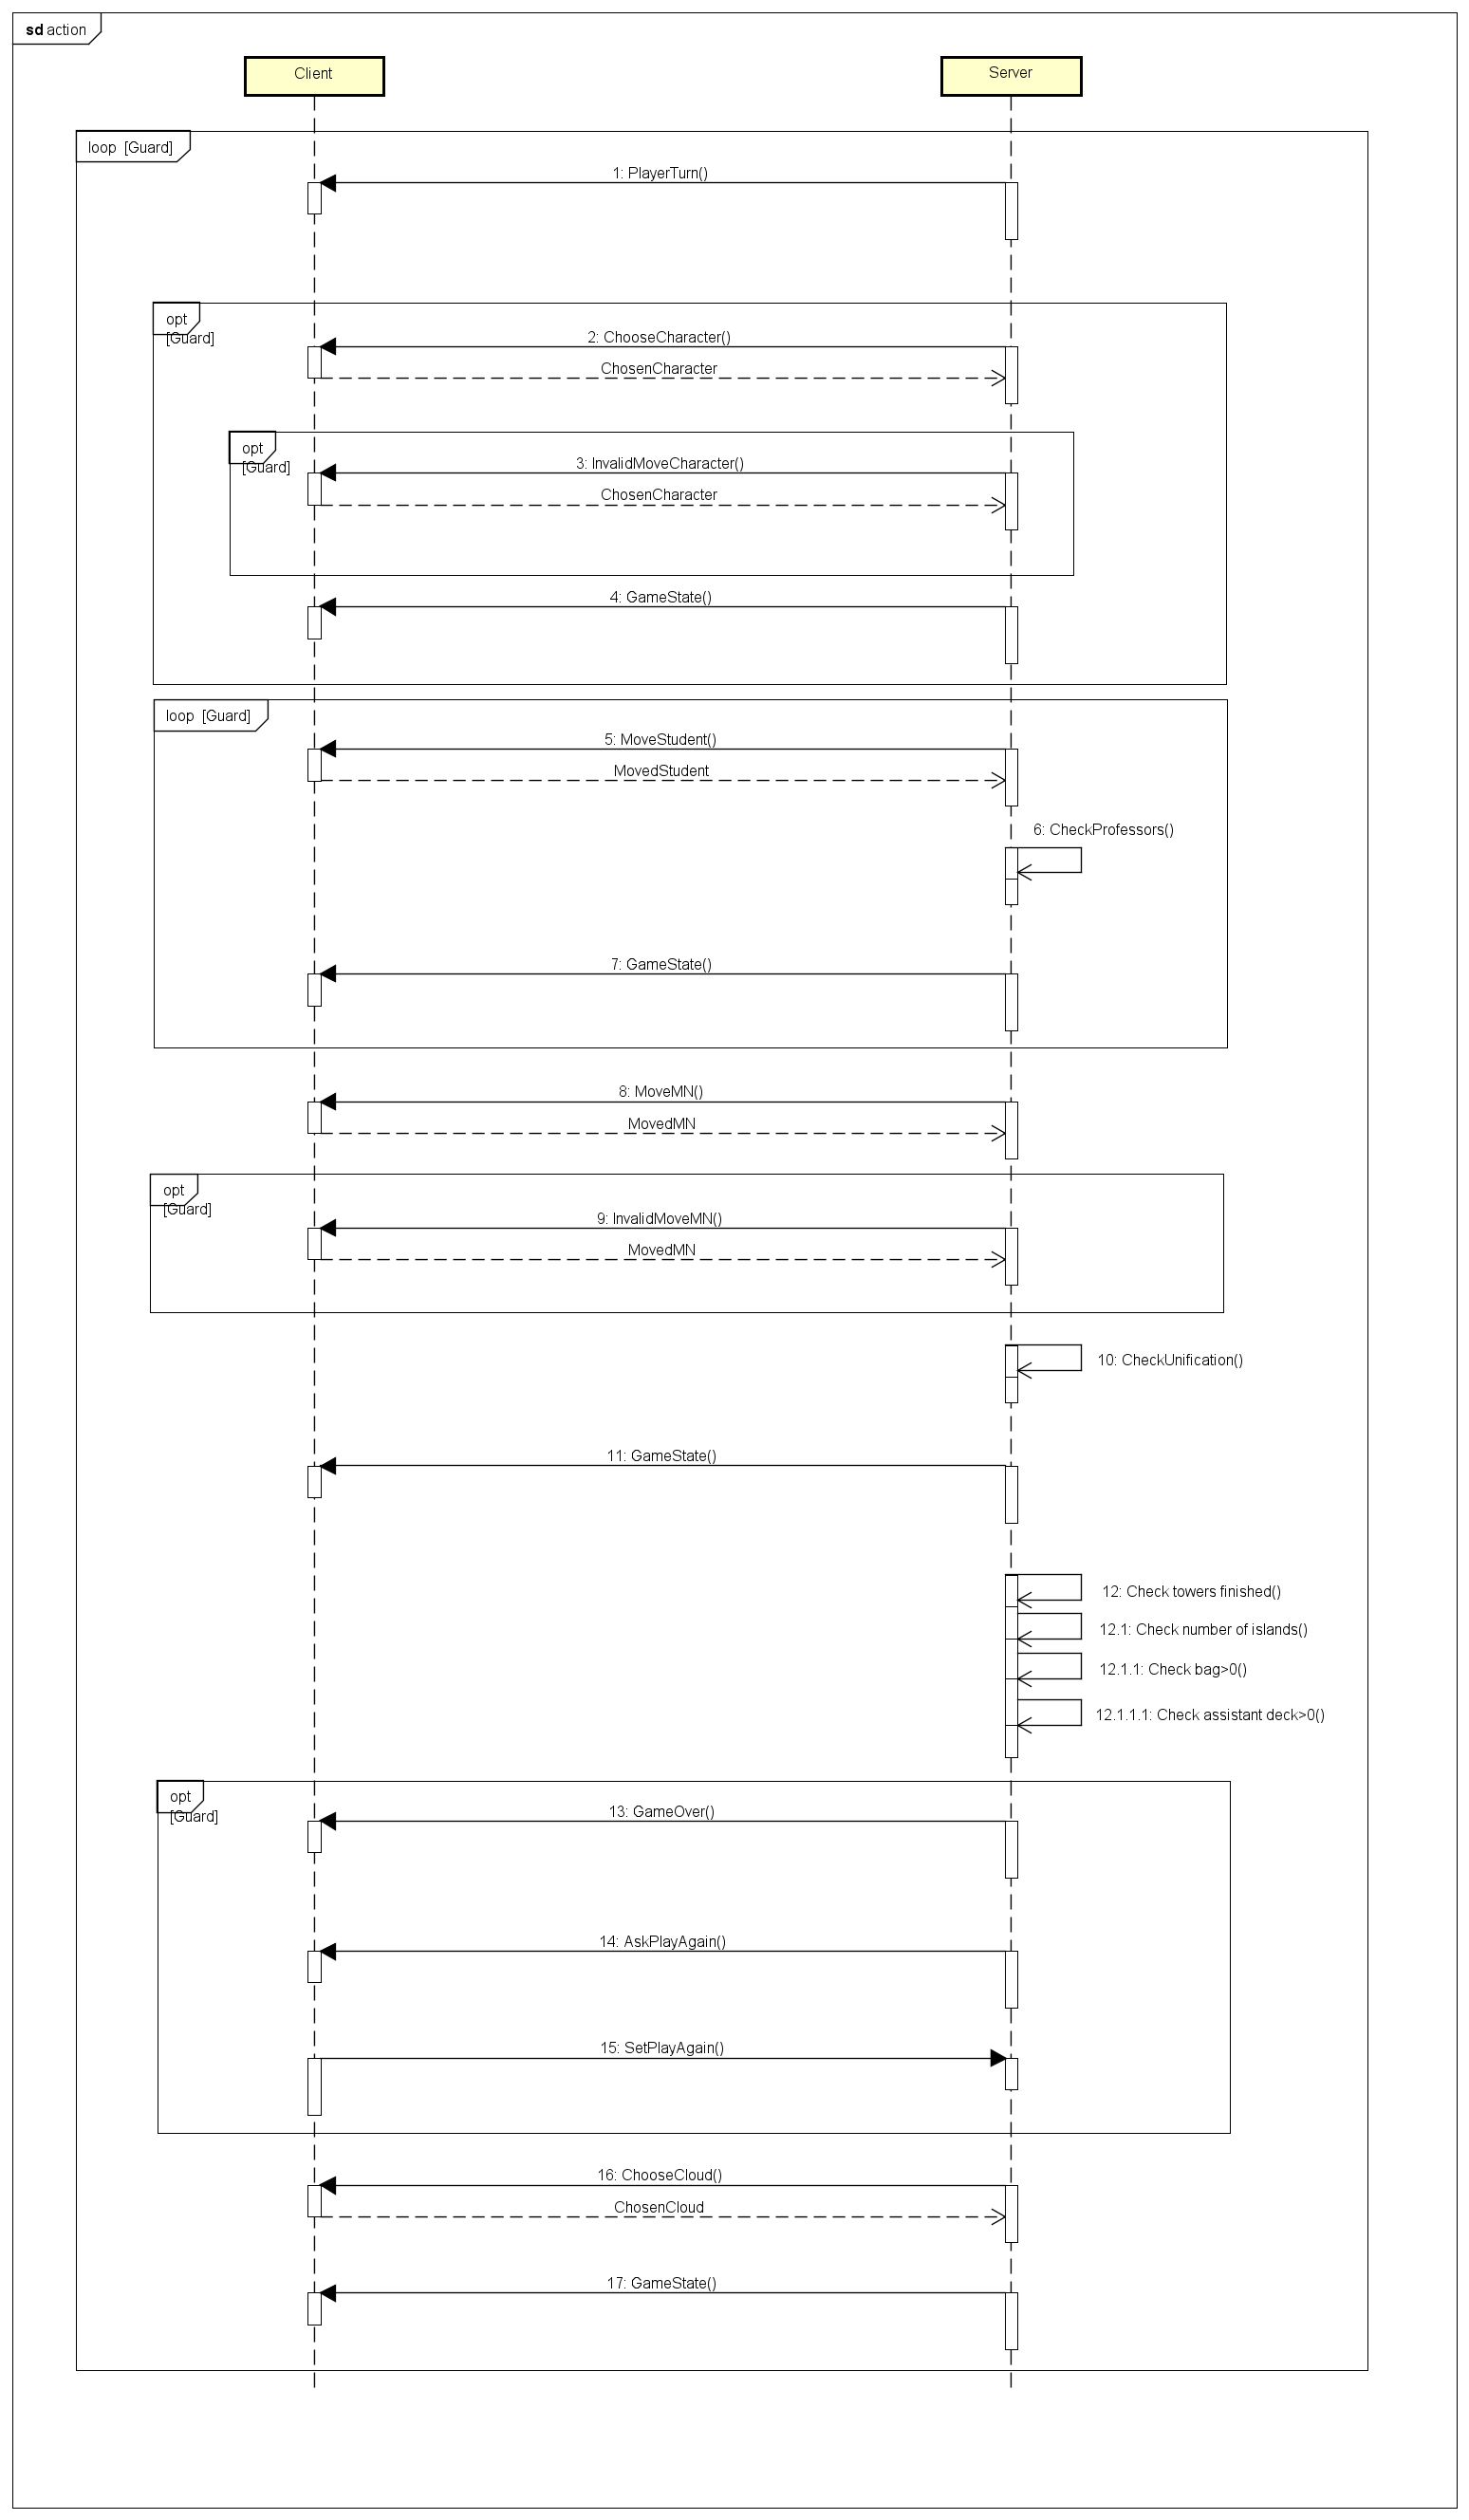 sd action
Client
Server
loop [Guard]
1: PlayerTurn()
opt
[Guard]
2: ChooseCharacter()
ChosenCharacter
opt
[Guard]
3: InvalidMoveCharacter()
ChosenCharacter
4: GameState()
loop [Guard]
5: MoveStudent()
MovedStudent
6: CheckProfessors()
7: GameState()
8: MoveMN()
MovedMN
opt
[Guard]
9: InvalidMoveMN()
MovedMN
10: CheckUnification()
11: GameState()
12: Check towers finished()
12.1: Check number of islands()
12.1.1: Check bag>0()
12.1.1.1: Check assistant deck>0()
opt
[Guard]
13: GameOver()
14: AskPlayAgain()
15: SetPlayAgain()
16: ChooseCloud()
ChosenCloud
17: GameState()